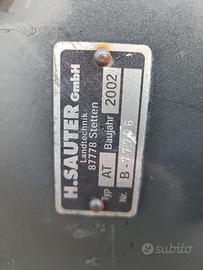 H.SAUTER GmbH
Landtechnik
87778 Stetten
Typ AT Baujahr 2002
Nr.
subito